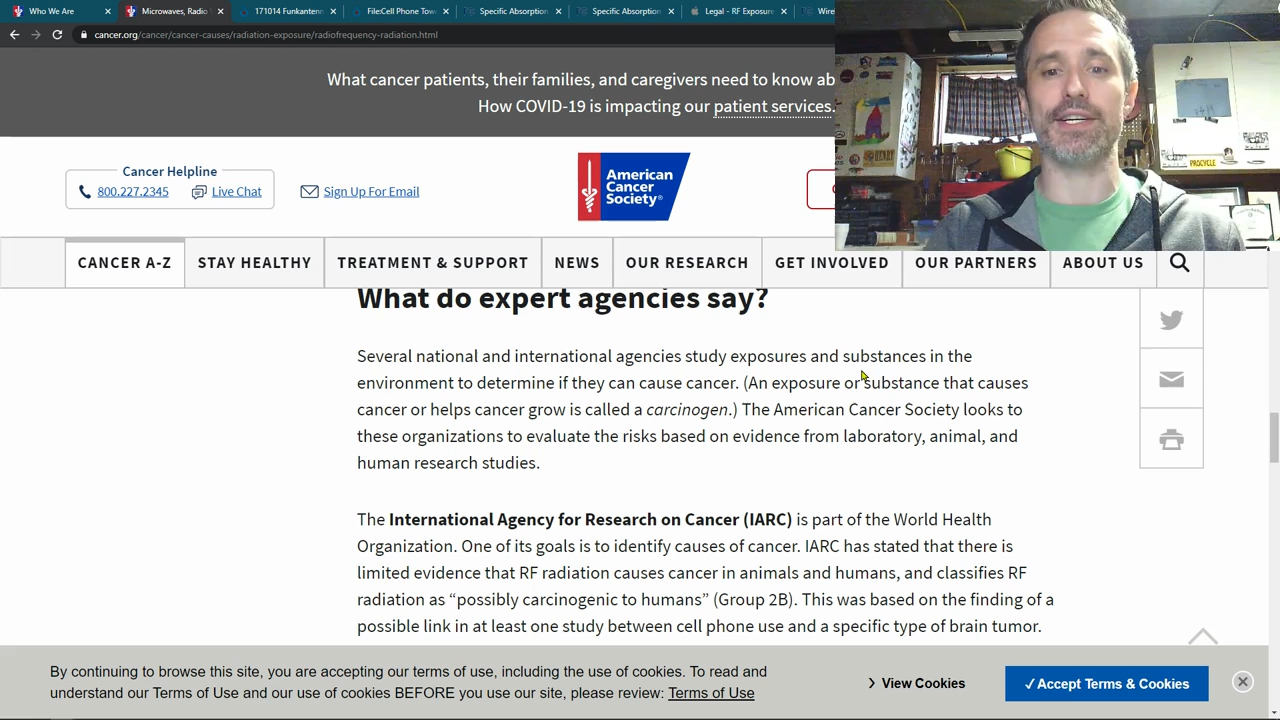 Who We Are
Microwaves, Radio
171014 Funkantenn
File:Cell Phone Tow
Specific Absorption
Specific Absorption
Legal - RF Exposure
Wire
cancer.org/cancer/cancer-causes/radiation-exposure/radiofrequency-radiation.html
What cancer patients, their families, and caregivers need to know ab
How COVID-19 is impacting our patient services.
Cancer Helpline
800.227.2345
Live Chat
Sign Up For Email
American
Cancer
Society®
HENRY
PROCYCLE
CANCER A-Z
STAY HEALTHY
TREATMENT & SUPPORT
NEWS
OUR RESEARCH
GET INVOLVED
OUR PARTNERS
ABOUT US
What do expert agencies say?
Several national and international agencies study exposures and substances in the
environment to determine if they can cause cancer. (An exposure or substance that causes
cancer or helps cancer grow is called a carcinogen.) The American Cancer Society looks to
these organizations to evaluate the risks based on evidence from laboratory, animal, and
human research studies.
The International Agency for Research on Cancer (IARC) is part of the World Health
Organization. One of its goals is to identify causes of cancer. IARC has stated that there is
limited evidence that RF radiation causes cancer in animals and humans, and classifies RF
radiation as “possibly carcinogenic to humans” (Group 2B). This was based on the finding of a
possible link in at least one study between cell phone use and a specific type of brain tumor.
By continuing to browse this site, you are accepting our terms of use, including the use of cookies. To read and
understand our Terms of Use and our use of cookies BEFORE you use our site, please review: Terms of Use
View Cookies
✓Accept Terms & Cookies